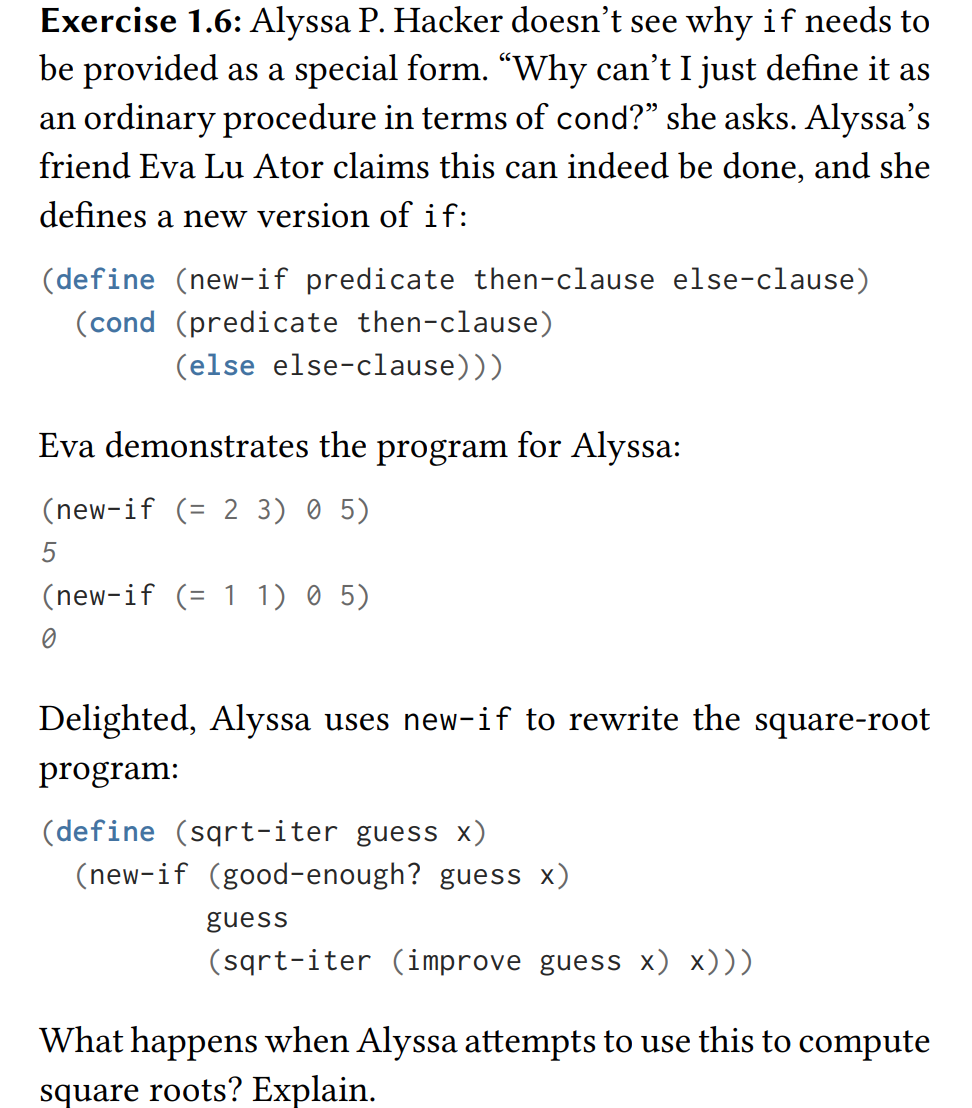 Exercise 1.6: Alyssa P. Hacker doesn’t see why if needs to
be provided as a special form. “Why can’t I just define it as
an ordinary procedure in terms of cond?” she asks. Alyssa’s
friend Eva Lu Ator claims this can indeed be done, and she
defines a new version of if:
(define (new-if predicate then-clause else-clause)
  (cond (predicate then-clause)
        (else else-clause)))
Eva demonstrates the program for Alyssa:
(new-if (= 2 3) 0 5)
5
(new-if (= 1 1) 0 5)
0
Delighted, Alyssa uses new-if to rewrite the square-root
program:
(define (sqrt-iter guess x)
  (new-if (good-enough? guess x)
          guess
          (sqrt-iter (improve guess x) x)))
What happens when Alyssa attempts to use this to compute
square roots? Explain.